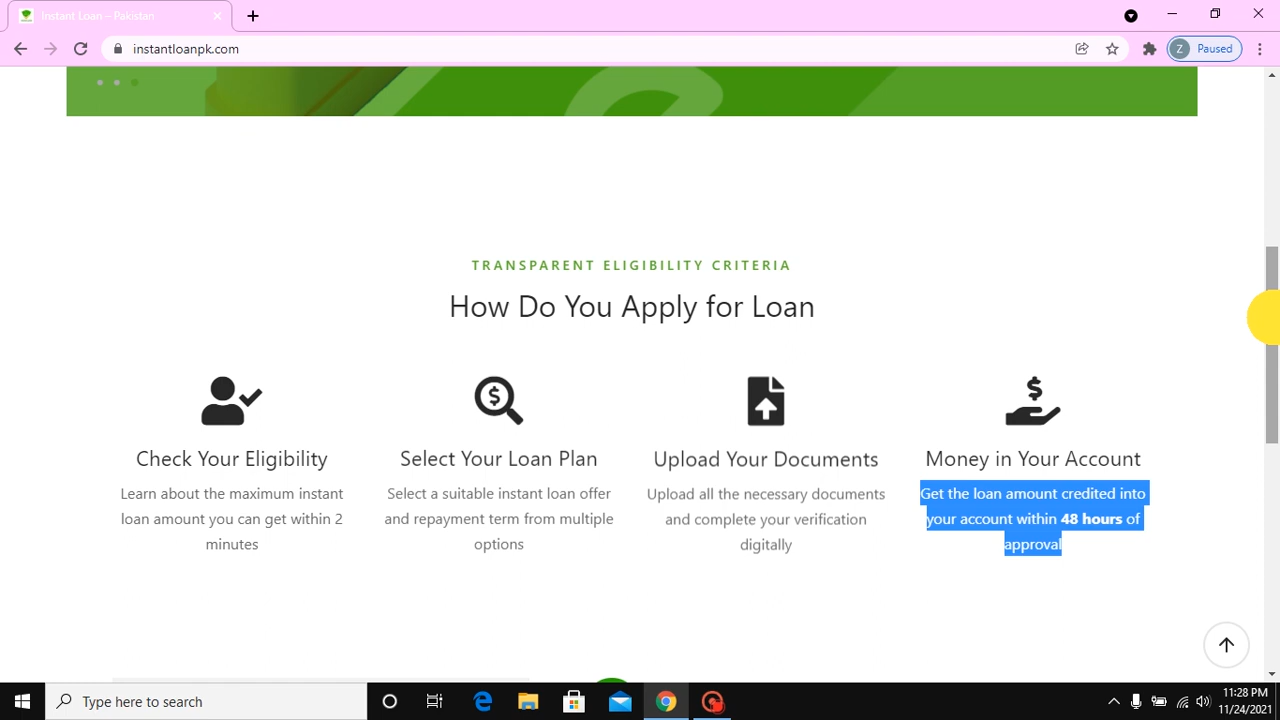 Instant Loan – Pakistan
instantloanpk.com
Z Paused
TRANSPARENT ELIGIBILITY CRITERIA
How Do You Apply for Loan
Check Your Eligibility
Learn about the maximum instant
loan amount you can get within 2
minutes
Select Your Loan Plan
Select a suitable instant loan offer
and repayment term from multiple
options
Upload Your Documents
Upload all the necessary documents
and complete your verification
digitally
Money in Your Account
Get the loan amount credited into
your account within 48 hours of
approval
Type here to search
11:28 PM
11/24/2021